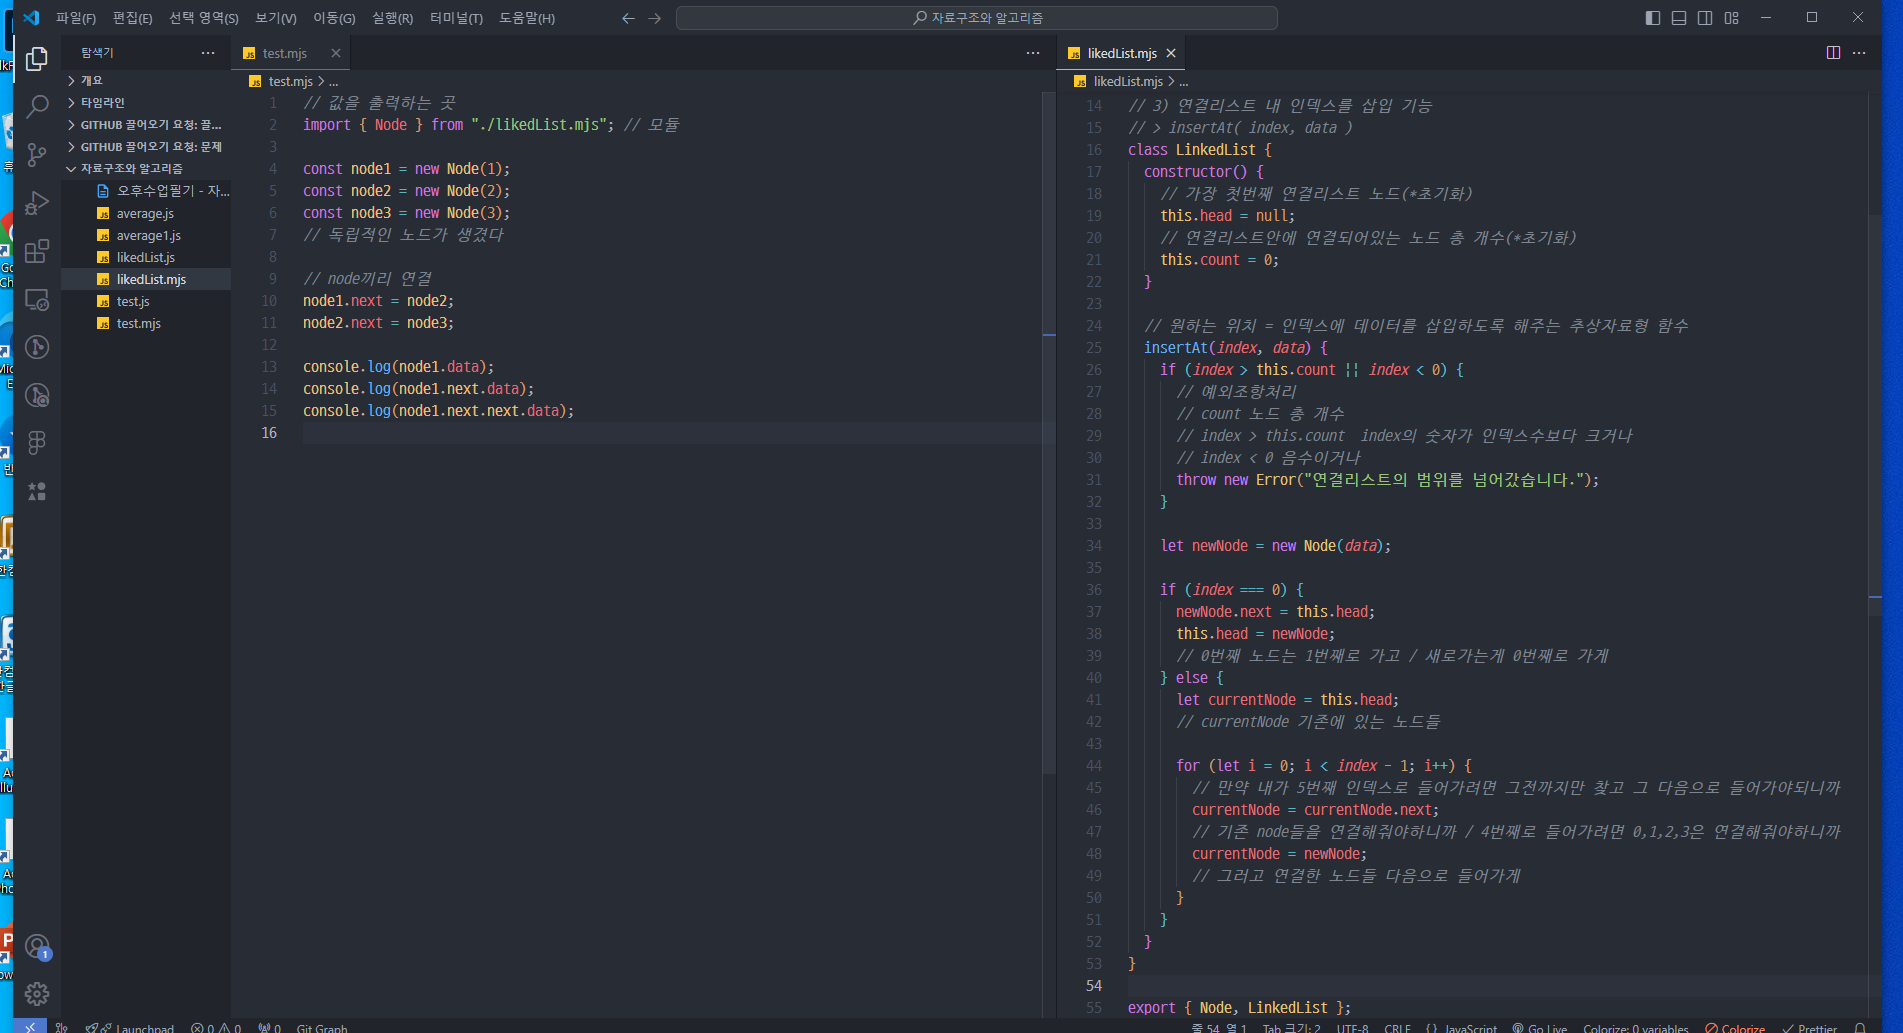 파일(F) 편집(E) 선택 영역(S) 보기(V) 이동(G) 실행(R) 터미널(T) 도움말(H)
자료구조와 알고리즘
탐색기
개요
타임라인
GITHUB 끌어오기 요청: 끌...
GITHUB 끌어오기 요청: 문제
자료구조와 알고리즘
오후수업필기 - 자...
average.js
average1.js
likedList.js
likedList.mjs
test.js
test.mjs
test.mjs
test.mjs > ...
1 // 값을 출력하는 곳
2 import { Node } from "./likedList.mjs"; // 모듈
3
4 const node1 = new Node(1);
5 const node2 = new Node(2);
6 const node3 = new Node(3);
7 // 독립적인 노드가 생겼다
8
9 // node끼리 연결
10 node1.next = node2;
11 node2.next = node3;
12
13 console.log(node1.data);
14 console.log(node1.next.data);
15 console.log(node1.next.next.data);
16
likedList.mjs
likedList.mjs > ...
14 // 3) 연결리스트 내 인덱스를 삽입 기능
15 // > insertAt( index, data )
16 class LinkedList {
17 constructor() {
18 // 가장 첫번째 연결리스트 노드(*초기화)
19 this.head = null;
20 // 연결리스트안에 연결되어있는 노드 총 개수(*초기화)
21 this.count = 0;
22 }
23
24 // 원하는 위치 = 인덱스에 데이터를 삽입하도록 해주는 추상자료형 함수
25 insertAt(index, data) {
26 if (index > this.count || index < 0) {
27 // 예외조항처리
28 // count 노드 총 개수
29 // index > this.count index의 숫자가 인덱스수보다 크거나
30 // index < 0 음수이거나
31 throw new Error("연결리스트의 범위를 넘어갔습니다.");
32 }
33
34 let newNode = new Node(data);
35
36 if (index === 0) {
37 newNode.next = this.head;
38 this.head = newNode;
39 // 0번째 노드는 1번째로 가고 / 새로가는게 0번째로 가게
40 } else {
41 let currentNode = this.head;
42 // currentNode 기존에 있는 노드들
43
44 for (let i = 0; i < index - 1; i++) {
45 // 만약 내가 5번째 인덱스로 들어가려면 그전까지만 찾고 그 다음으로 들어가야되니까
46 currentNode = currentNode.next;
47 // 기존 node들을 연결해줘야하니까 / 4번째로 들어가려면 0,1,2,3은 연결해줘야하니까
48 currentNode = newNode;
49 // 그러고 연결한 노드들 다음으로 들어가게
50 }
51 }
52 }
53 }
54
55 export { Node, LinkedList };
1
Launchpad 0 0 0 Git Graph
줄 54, 열 1 Tab 크기: 2 UTF-8 CRLF { } JavaScript Go Live Colorize: 0 variables Colorize Prettier